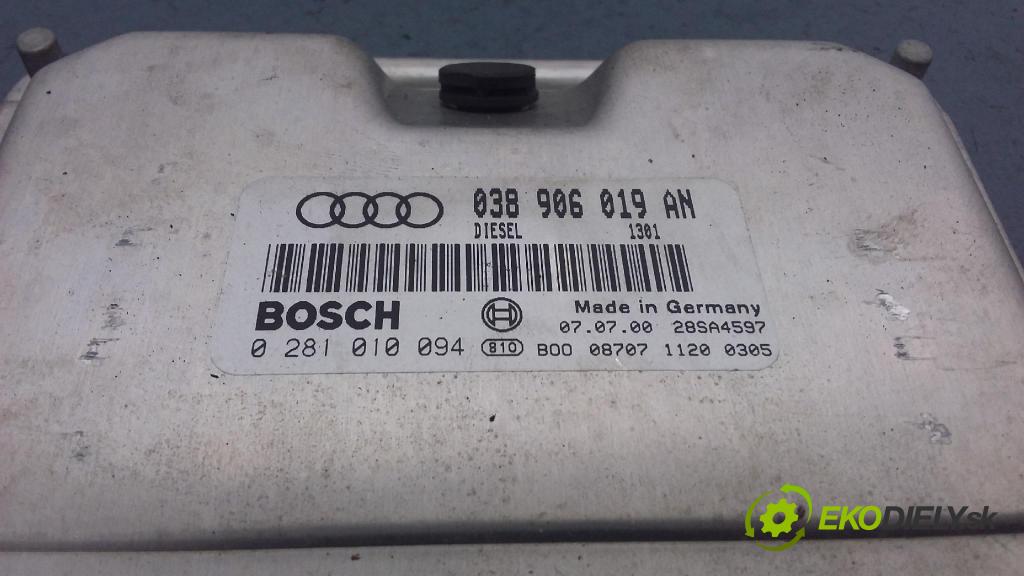 038 906 019 AN
DIESEL 1301
BOSCH Made in Germany
07.07.00 28SA4597
0 281 010 094 810 B00 08707 1120 0305
EKODIELY.sk